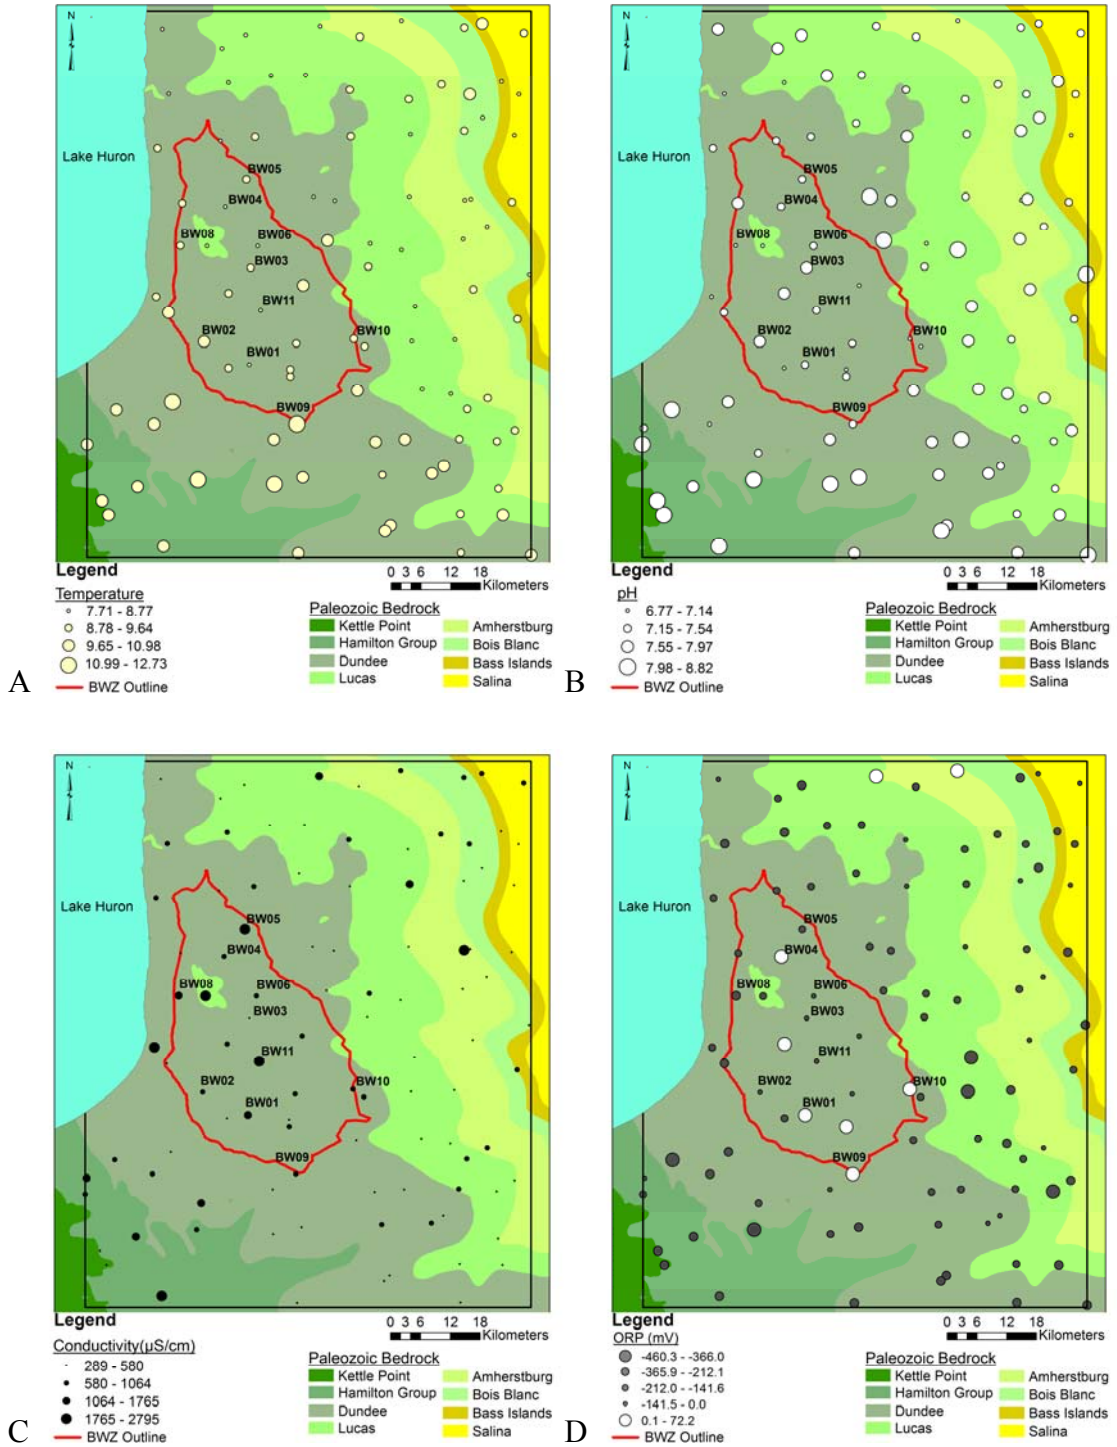 N
Lake Huron
BW05
BW04
BW08
BW06
BW03
BW11
BW02
BW10
BW01
BW09
Legend
0 3 6 12 18
Kilometers
Temperature
7.71 - 8.77
8.78 - 9.64
9.65 - 10.98
10.99 - 12.73
BWZ Outline
Paleozoic Bedrock
Kettle Point
Hamilton Group
Dundee
Lucas
Amherstburg
Bois Blanc
Bass Islands
Salina
A
N
Lake Huron
BW05
BW04
BW08
BW06
BW03
BW11
BW02
BW10
BW01
BW09
Legend
0 3 6 12 18
Kilometers
pH
6.77 - 7.14
7.15 - 7.54
7.55 - 7.97
7.98 - 8.82
BWZ Outline
Paleozoic Bedrock
Kettle Point
Hamilton Group
Dundee
Lucas
Amherstburg
Bois Blanc
Bass Islands
Salina
B
N
Lake Huron
BW05
BW04
BW08
BW06
BW03
BW11
BW02
BW10
BW01
BW09
Legend
0 3 6 12 18
Kilometers
Conductivity(µS/cm)
289 - 580
580 - 1064
1064 - 1765
1765 - 2795
BWZ Outline
Paleozoic Bedrock
Kettle Point
Hamilton Group
Dundee
Lucas
Amherstburg
Bois Blanc
Bass Islands
Salina
C
N
Lake Huron
BW05
BW04
BW08
BW06
BW03
BW11
BW02
BW10
BW01
BW09
Legend
0 3 6 12 18
Kilometers
ORP (mV)
-460.3 - -366.0
-365.9 - -212.1
-212.0 - -141.6
-141.5 - 0.0
0.1 - 72.2
BWZ Outline
Paleozoic Bedrock
Kettle Point
Hamilton Group
Dundee
Lucas
Amherstburg
Bois Blanc
Bass Islands
Salina
D